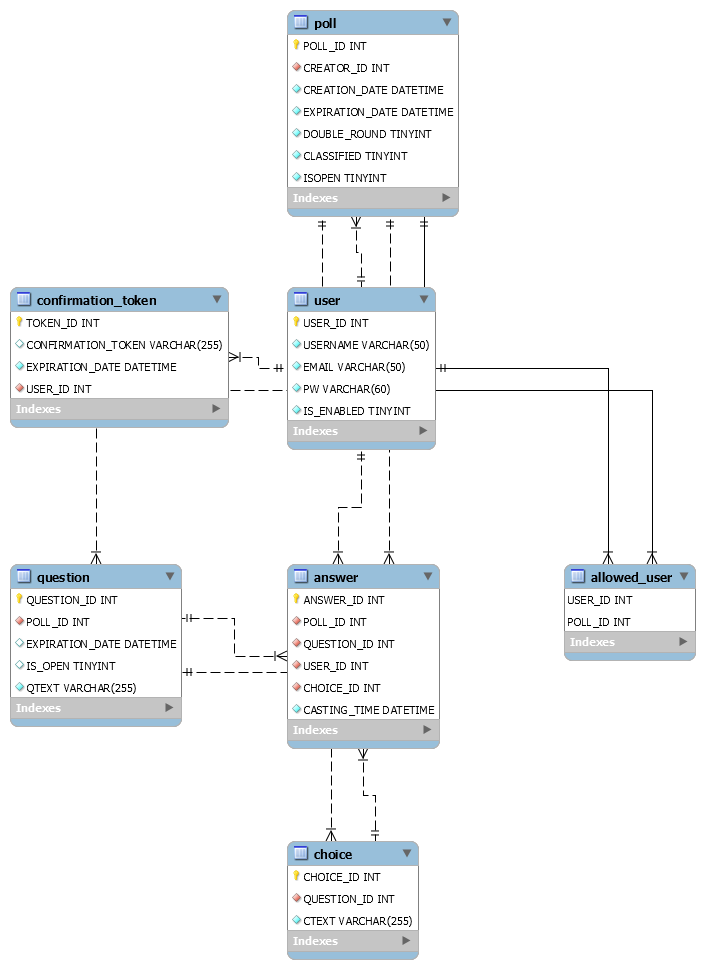 poll
POLL_ID INT
CREATOR_ID INT
CREATION_DATE DATETIME
EXPIRATION_DATE DATETIME
DOUBLE_ROUND TINYINT
CLASSIFIED TINYINT
ISOPEN TINYINT
Indexes
confirmation_token
TOKEN_ID INT
CONFIRMATION_TOKEN VARCHAR(255)
EXPIRATION_DATE DATETIME
USER_ID INT
Indexes
user
USER_ID INT
USERNAME VARCHAR(50)
EMAIL VARCHAR(50)
PW VARCHAR(60)
IS_ENABLED TINYINT
Indexes
question
QUESTION_ID INT
POLL_ID INT
EXPIRATION_DATE DATETIME
IS_OPEN TINYINT
QTEXT VARCHAR(255)
Indexes
answer
ANSWER_ID INT
POLL_ID INT
QUESTION_ID INT
USER_ID INT
CHOICE_ID INT
CASTING_TIME DATETIME
Indexes
allowed_user
USER_ID INT
POLL_ID INT
Indexes
choice
CHOICE_ID INT
QUESTION_ID INT
CTEXT VARCHAR(255)
Indexes